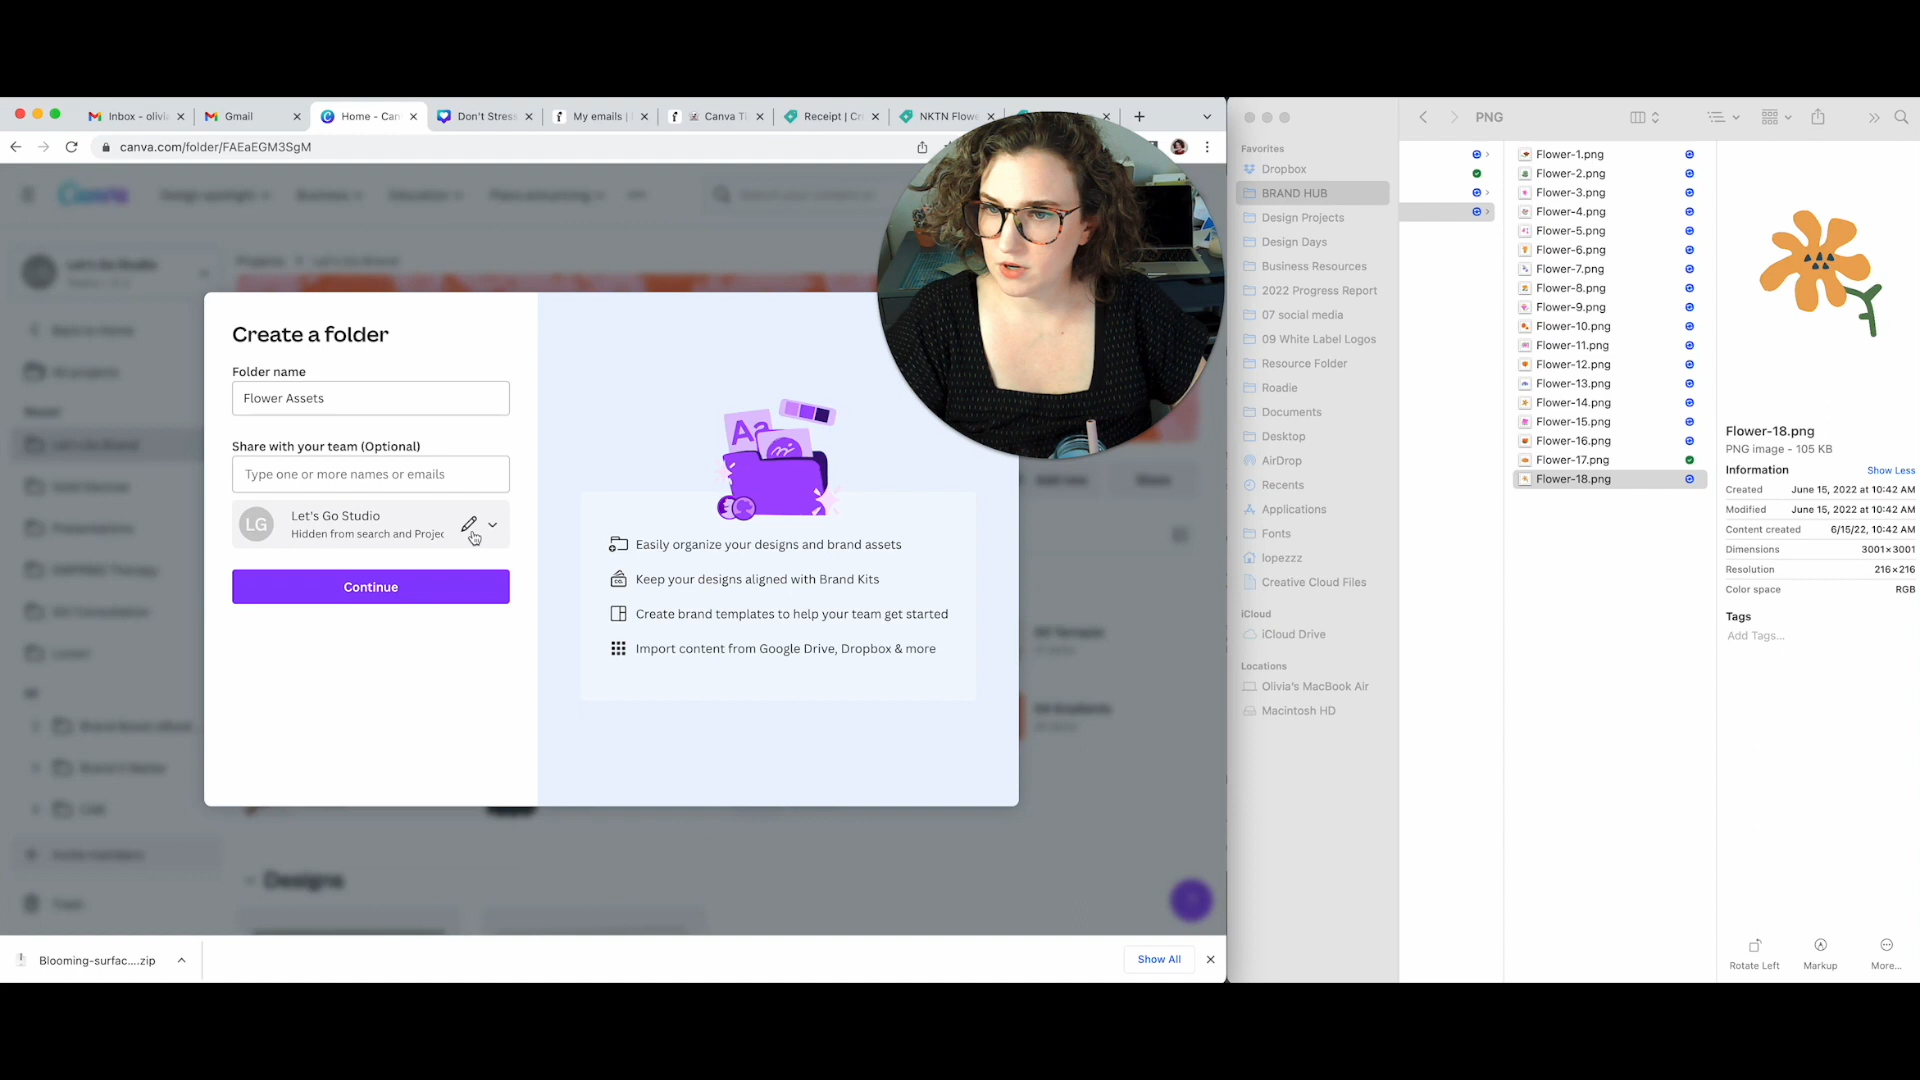 Inbox - olivi
Gmail
Home - Can
Don't Stress
My emails |
Canva Ti
Receipt | Cr
NKTN Flowe
canva.com/folder/FAEaEGM3SgM
Canva
Create a folder
Folder name
Flower Assets
Share with your team (Optional)
Type one or more names or emails
LG
Let's Go Studio
Hidden from search and Projec
Continue
Aa
Easily organize your designs and brand assets
Keep your designs aligned with Brand Kits
Create brand templates to help your team get started
Import content from Google Drive, Dropbox & more
Add new
Share
Designs
Blooming-surfac....zip
Show All
Favorites
Dropbox
BRAND HUB
Design Projects
Design Days
Business Resources
2022 Progress Report
07 social media
09 White Label Logos
Resource Folder
Roadie
Documents
Desktop
AirDrop
Recents
Applications
Fonts
lopezzz
Creative Cloud Files
iCloud
iCloud Drive
Locations
Olivia's MacBook Air
Macintosh HD
PNG
Flower-1.png
Flower-2.png
Flower-3.png
Flower-4.png
Flower-5.png
Flower-6.png
Flower-7.png
Flower-8.png
Flower-9.png
Flower-10.png
Flower-11.png
Flower-12.png
Flower-13.png
Flower-14.png
Flower-15.png
Flower-16.png
Flower-17.png
Flower-18.png
Flower-18.png
PNG image - 105 KB
Information
Show Less
Created June 15, 2022 at 10:42 AM
Modified June 15, 2022 at 10:42 AM
Content created 6/15/22, 10:42 AM
Dimensions 3001×3001
Resolution 216×216
Color space RGB
Tags
Add Tags...
Rotate Left
Markup
More...